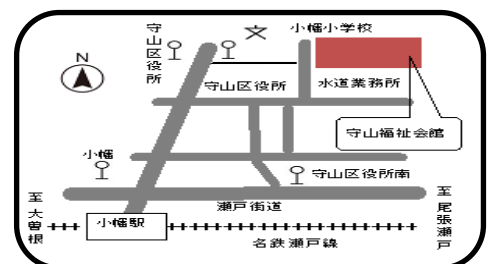 守山区役所
小幡小学校
N
守山区役所
水道業務所
守山福祉会館
小幡
守山区役所南
至大曽根
瀬戸街道
至尾張瀬戸
小幡駅
名鉄瀬戸線